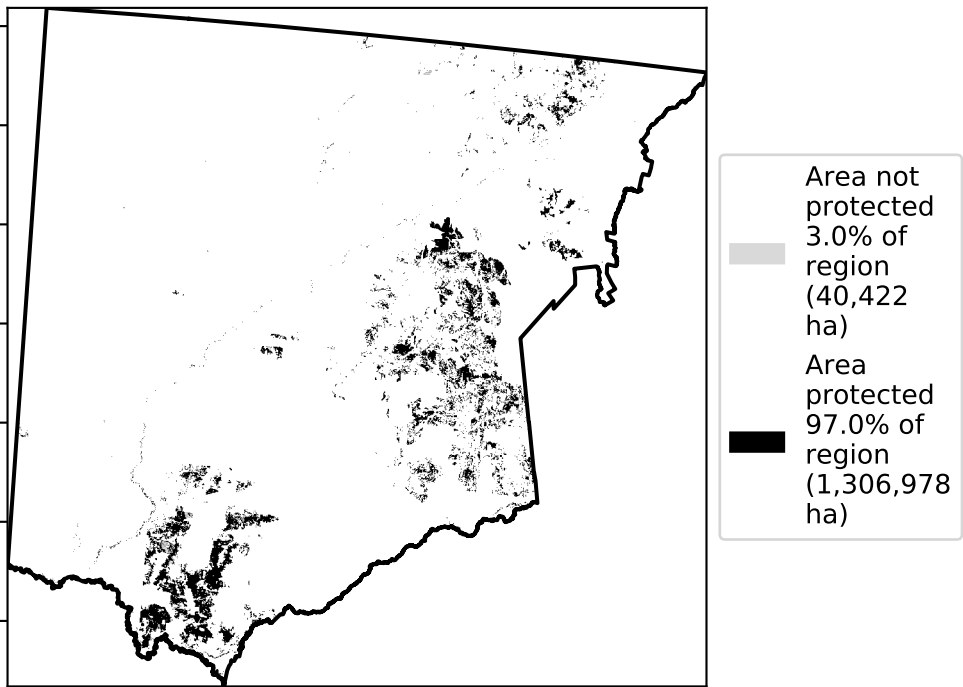 Area not
protected
3.0% of
region
(40,422
ha)
Area
protected
97.0% of
region
(1,306,978
ha)